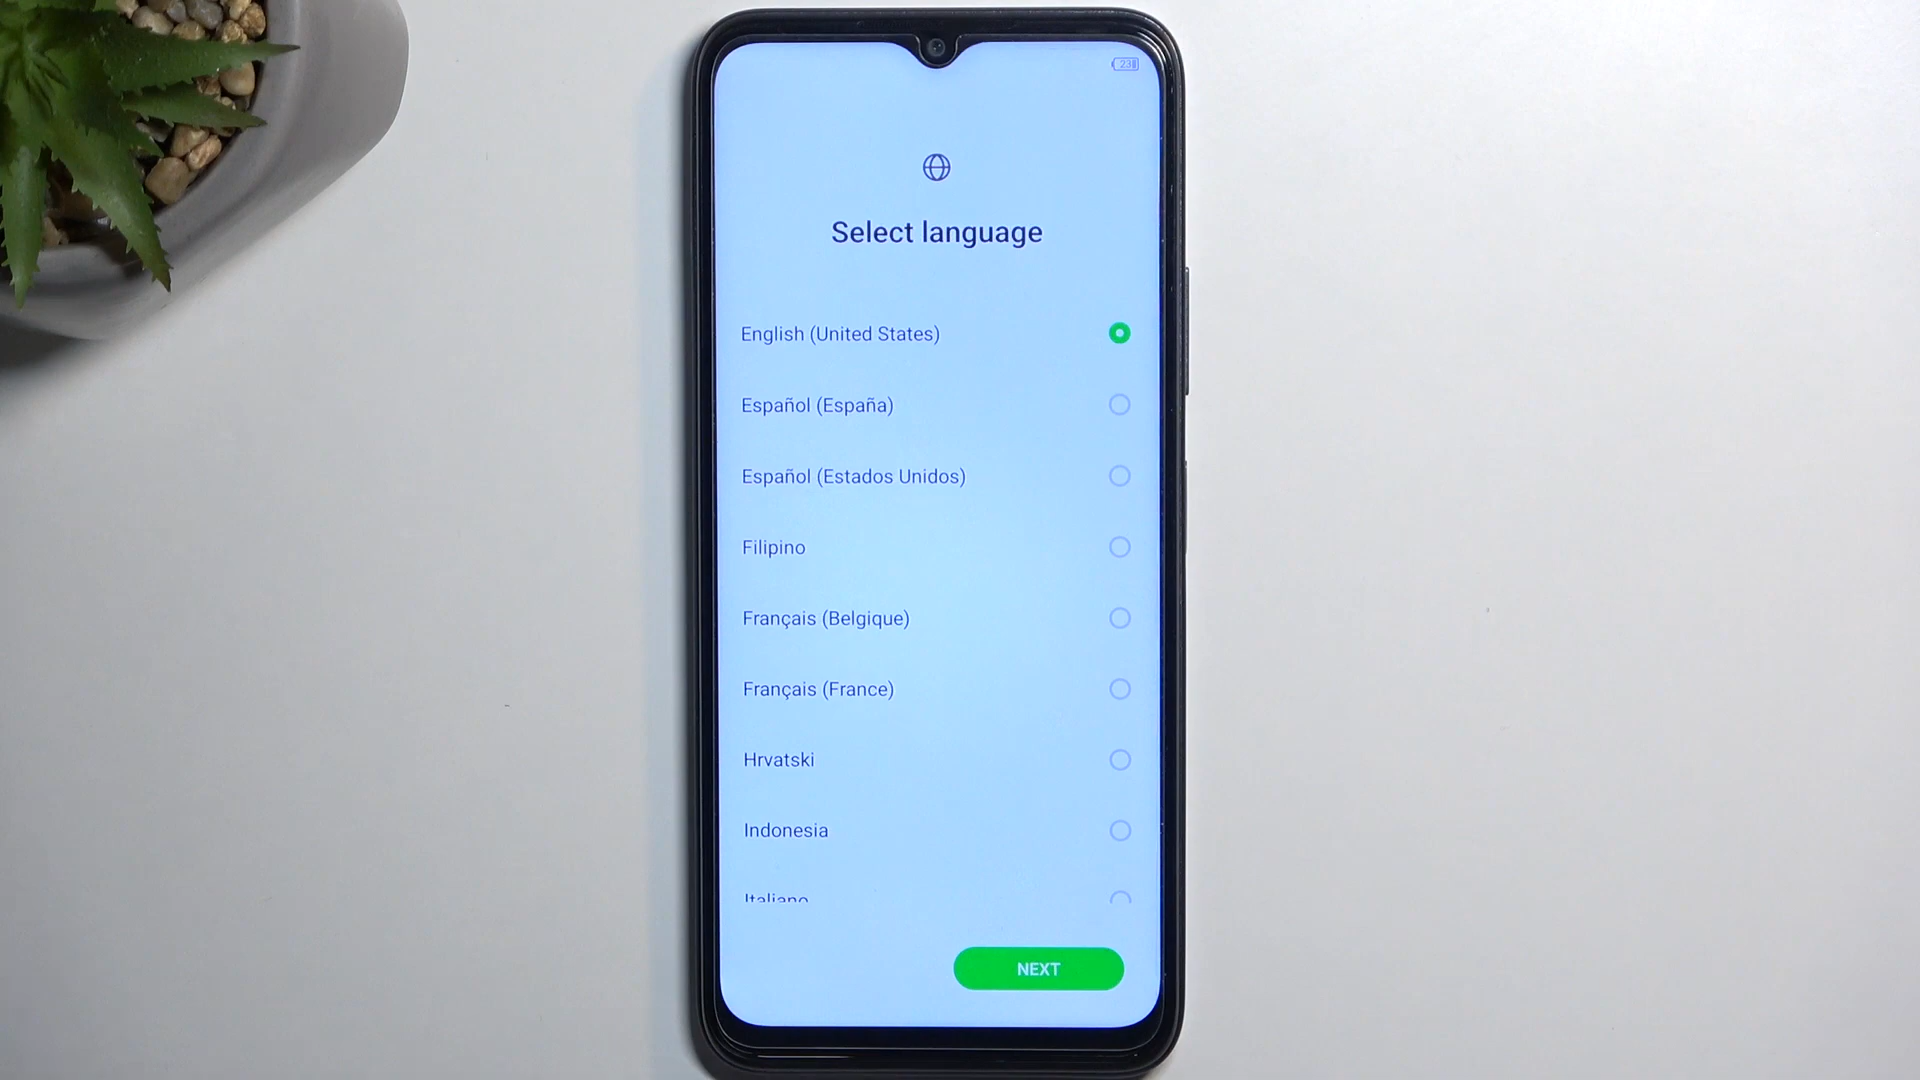 23
Select language
English (United States)
Español (España)
Español (Estados Unidos)
Filipino
Français (Belgique)
Français (France)
Hrvatski
Indonesia
Italiano
NEXT